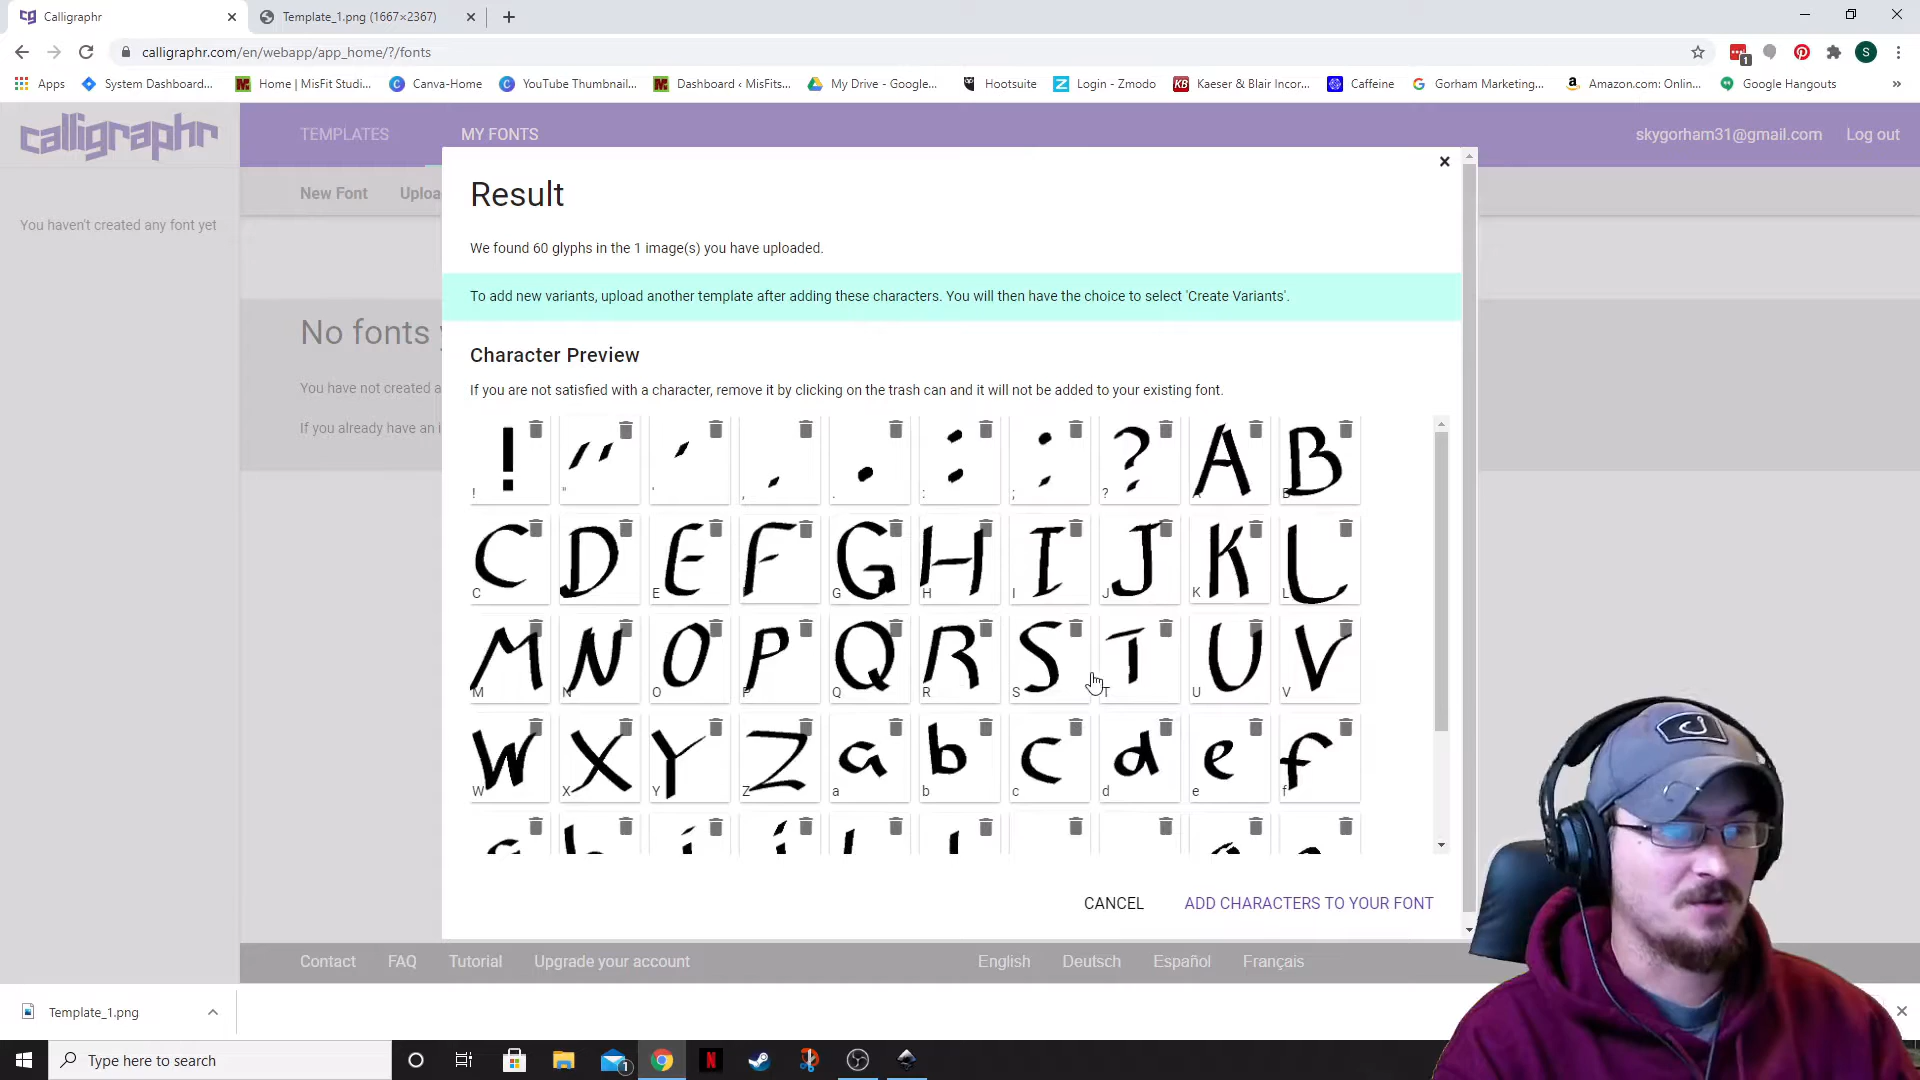 Calligraphr
Template_1.png (1667×2367)
calligraphr.com/en/webapp/app_home/?/fonts
S
1
Apps
System Dashboard...
Home | MisFit Studi...
Canva-Home
YouTube Thumbnail...
Dashboard ‹ MisFits...
My Drive - Google...
Hootsuite
Login - Zmodo
Kaeser & Blair Incor...
Caffeine
Gorham Marketing...
Amazon.com: Onlin...
Google Hangouts
calligraphr
TEMPLATES
MY FONTS
skygorham31@gmail.com
Log out
New Font
Uploa
You haven't created any font yet
No fonts y
You have not created a
If you already have an i
Result
We found 60 glyphs in the 1 image(s) you have uploaded.
To add new variants, upload another template after adding these characters. You will then have the choice to select 'Create Variants'.
Character Preview
If you are not satisfied with a character, remove it by clicking on the trash can and it will not be added to your existing font.
! " ' , . : ; ? A B
! " ' , . : ; ? A B
C D E F G H I J K L
C E F G H I J K L
M N O P Q R S T U V
M N O P Q R S T U V
W X Y Z a b c d e f
W X Y Z a b c d e f
CANCEL
ADD CHARACTERS TO YOUR FONT
Contact
FAQ
Tutorial
Upgrade your account
English
Deutsch
Español
Français
Template_1.png
Type here to search
1
N